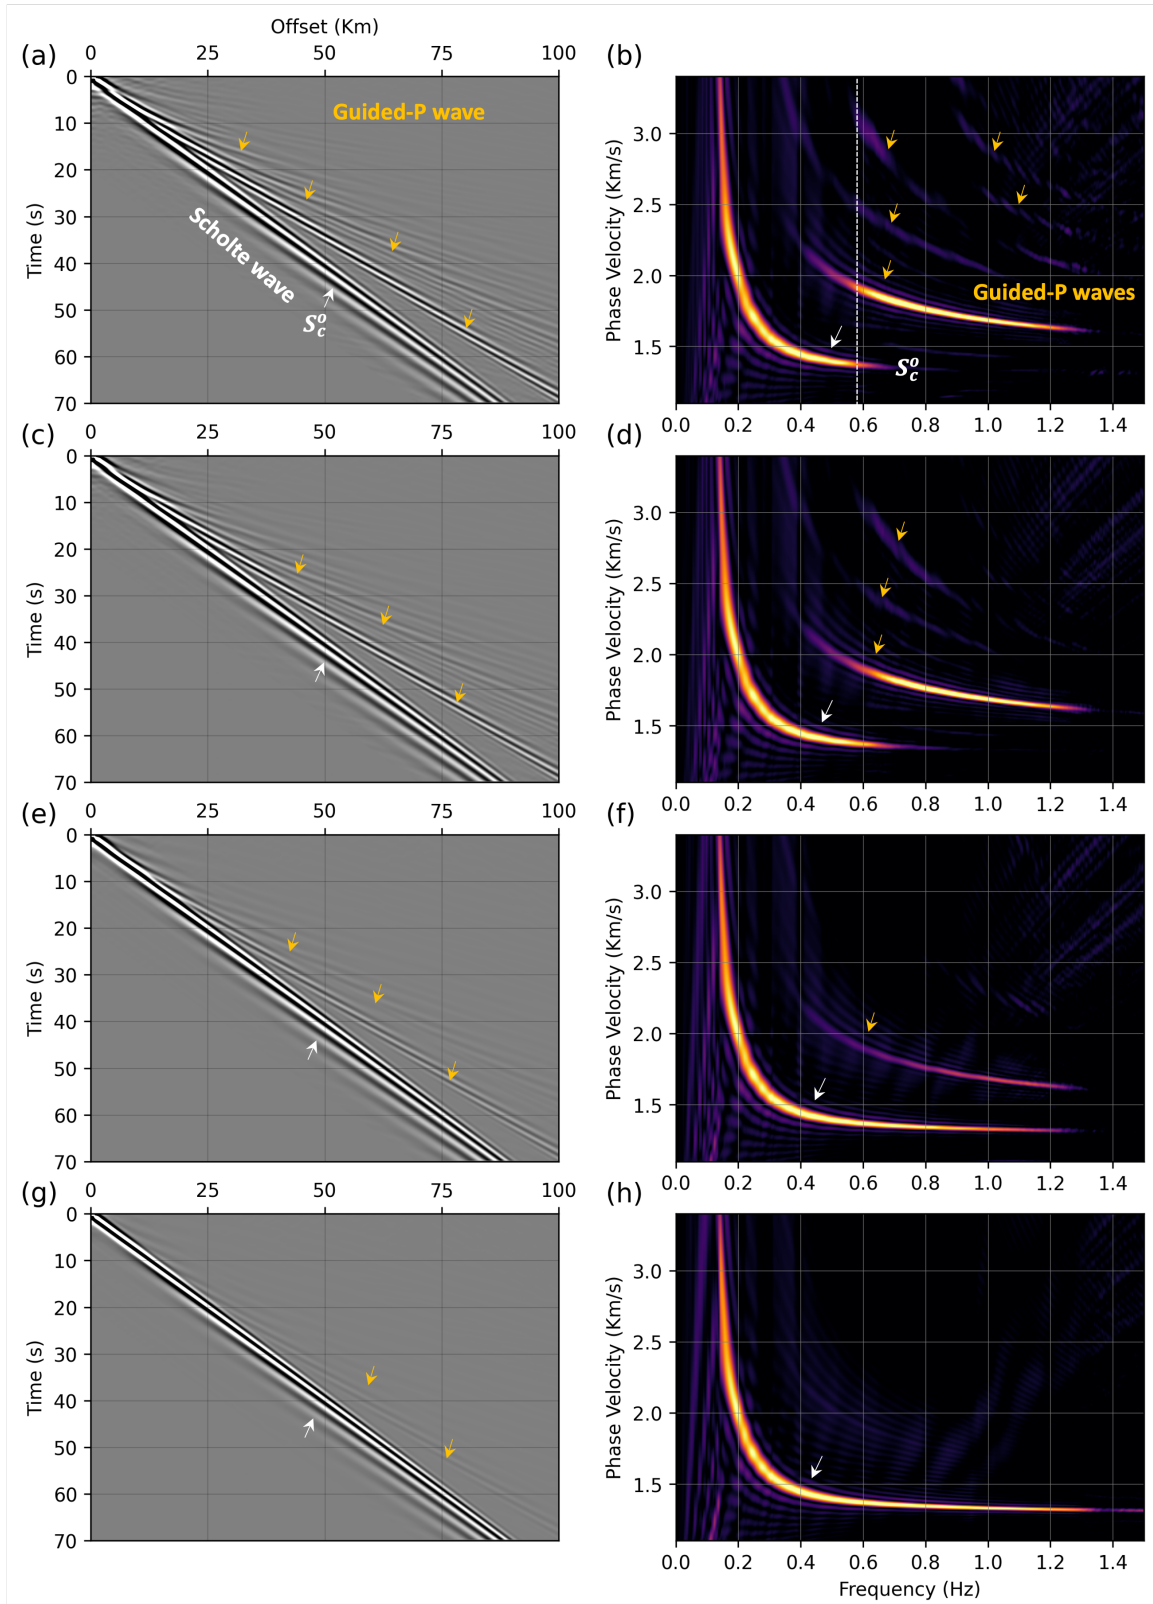 Offset (Km)
(a)
0 25 50 75 100
0
10
20
30
40
50
60
70
Time (s)
Guided-P wave
Scholte wave
S_c^o
(b)
3.0
2.5
2.0
1.5
Phase Velocity (Km/s)
Guided-P waves
S_c^o
0.0 0.2 0.4 0.6 0.8 1.0 1.2 1.4
(c)
0 25 50 75 100
0
10
20
30
40
50
60
70
Time (s)
(d)
3.0
2.5
2.0
1.5
Phase Velocity (Km/s)
0.0 0.2 0.4 0.6 0.8 1.0 1.2 1.4
(e)
0 25 50 75 100
0
10
20
30
40
50
60
70
Time (s)
(f)
3.0
2.5
2.0
1.5
Phase Velocity (Km/s)
0.0 0.2 0.4 0.6 0.8 1.0 1.2 1.4
(g)
0 25 50 75 100
0
10
20
30
40
50
60
70
Time (s)
(h)
3.0
2.5
2.0
1.5
Phase Velocity (Km/s)
0.0 0.2 0.4 0.6 0.8 1.0 1.2 1.4
Frequency (Hz)